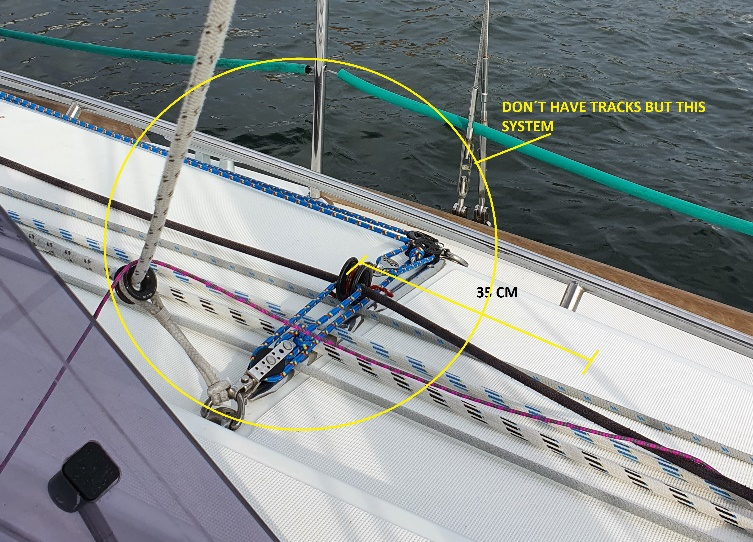 DON´T HAVE TRACKS BUT THIS
SYSTEM
35 CM